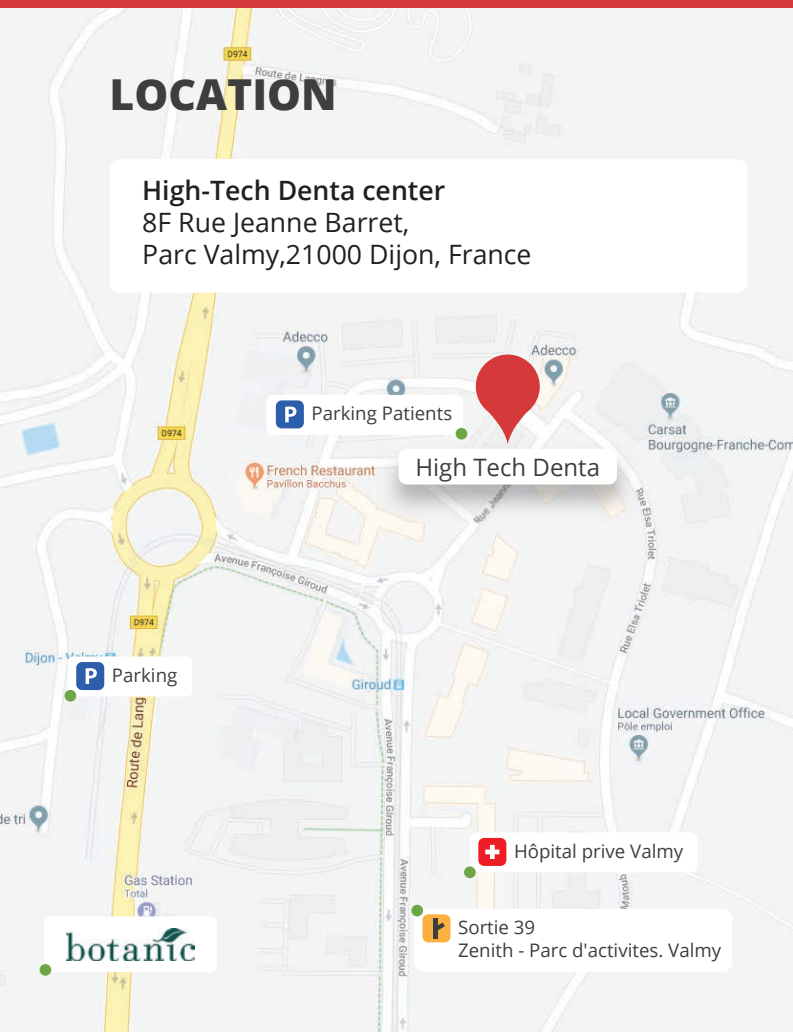 D974
Route de Langres
LOCATION
High-Tech Denta center
8F Rue Jeanne Barret,
Parc Valmy,21000 Dijon, France
Adecco
Adecco
P Parking Patients
Carsat
Bourgogne-Franche-Com
D974
High Tech Denta
French Restaurant
Pavillon Bacchus
Rue Jeann
Rue Elsa Triolet
Avenue Françoise Giroud
Rue Elsa Triolet
D974
Dijon - Valmy
P Parking
Giroud
Route de Lang
Local Government Office
Pôle emploi
Avenue Françoise Giroud
de tri
Hôpital prive Valmy
Gas Station
Total
Avenue Françoise Giroud
botanic
Sortie 39
Zenith - Parc d'activites. Valmy